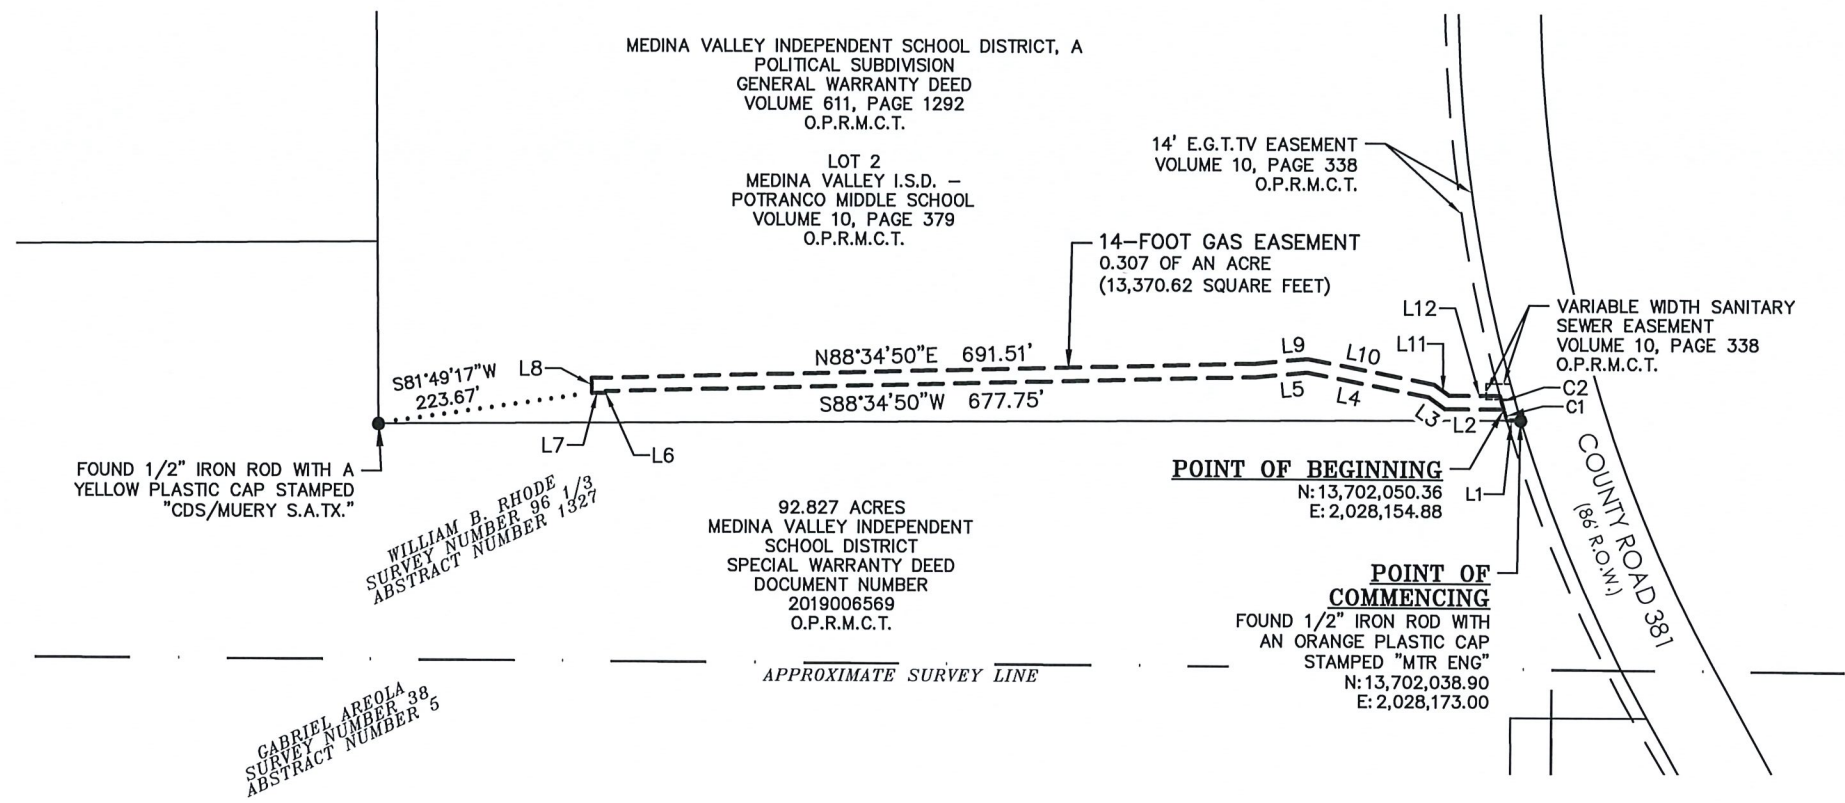 MEDINA VALLEY INDEPENDENT SCHOOL DISTRICT, A
POLITICAL SUBDIVISION
GENERAL WARRANTY DEED
VOLUME 611, PAGE 1292
O.P.R.M.C.T.
LOT 2
MEDINA VALLEY I.S.D. –
POTRANCO MIDDLE SCHOOL
VOLUME 10, PAGE 379
O.P.R.M.C.T.
14' E.G.T.TV EASEMENT
VOLUME 10, PAGE 338
O.P.R.M.C.T.
14–FOOT GAS EASEMENT
0.307 OF AN ACRE
(13,370.62 SQUARE FEET)
VARIABLE WIDTH SANITARY
SEWER EASEMENT
VOLUME 10, PAGE 338
O.P.R.M.C.T.
L12
L11
L10
L9
N88°34'50"E 691.51'
L8
S81°49'17"W
223.67'
S88°34'50"W 677.75'
L5
L4
L3
L2
C2
C1
L7
L6
L1
FOUND 1/2" IRON ROD WITH A
YELLOW PLASTIC CAP STAMPED
"CDS/MUERY S.A.TX."
WILLIAM B. RHODE
SURVEY NUMBER 96 1/3
ABSTRACT NUMBER 1327
92.827 ACRES
MEDINA VALLEY INDEPENDENT
SCHOOL DISTRICT
SPECIAL WARRANTY DEED
DOCUMENT NUMBER
2019006569
O.P.R.M.C.T.
POINT OF BEGINNING
N: 13,702,050.36
E: 2,028,154.88
COUNTY ROAD 381
(86' R.O.W.)
POINT OF
COMMENCING
FOUND 1/2" IRON ROD WITH
AN ORANGE PLASTIC CAP
STAMPED "MTR ENG"
N: 13,702,038.90
E: 2,028,173.00
APPROXIMATE SURVEY LINE
GABRIEL AREOLA
SURVEY NUMBER 38
ABSTRACT NUMBER 5